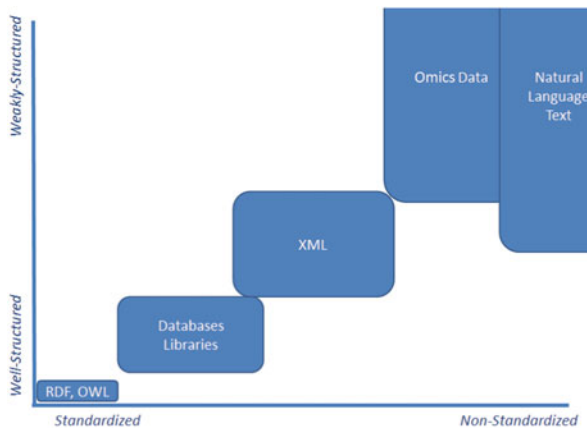 Weakly-Structured
Well-Structured
Omics Data
Natural
Language
Text
XML
Databases
Libraries
RDF, OWL
Standardized
Non-Standardized